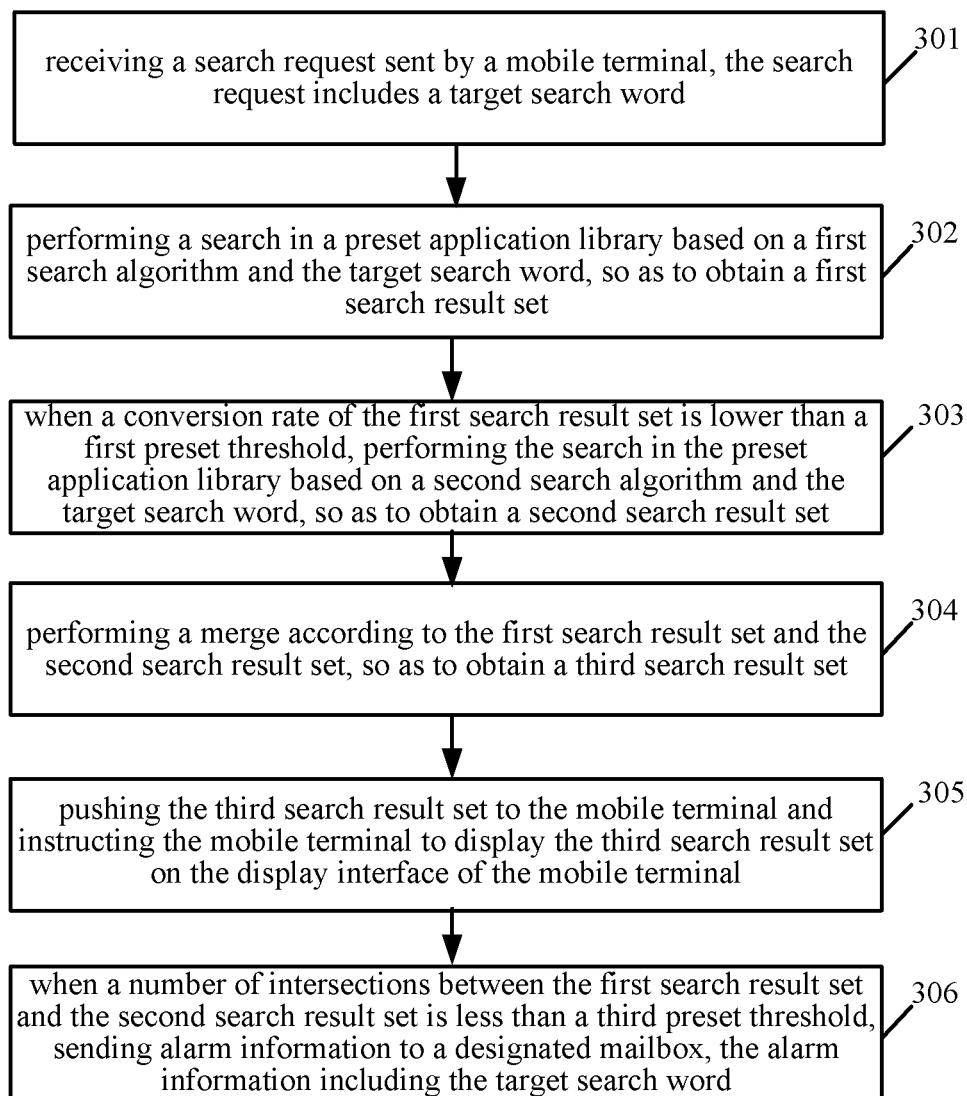 receiving a search request sent by a mobile terminal, the search
request includes a target search word
301
performing a search in a preset application library based on a first
search algorithm and the target search word, so as to obtain a first
search result set
302
when a conversion rate of the first search result set is lower than a
first preset threshold, performing the search in the preset
application library based on a second search algorithm and the
target search word, so as to obtain a second search result set
303
performing a merge according to the first search result set and the
second search result set, so as to obtain a third search result set
304
pushing the third search result set to the mobile terminal and
instructing the mobile terminal to display the third search result set
on the display interface of the mobile terminal
305
when a number of intersections between the first search result set
and the second search result set is less than a third preset threshold,
sending alarm information to a designated mailbox, the alarm
information including the target search word
306